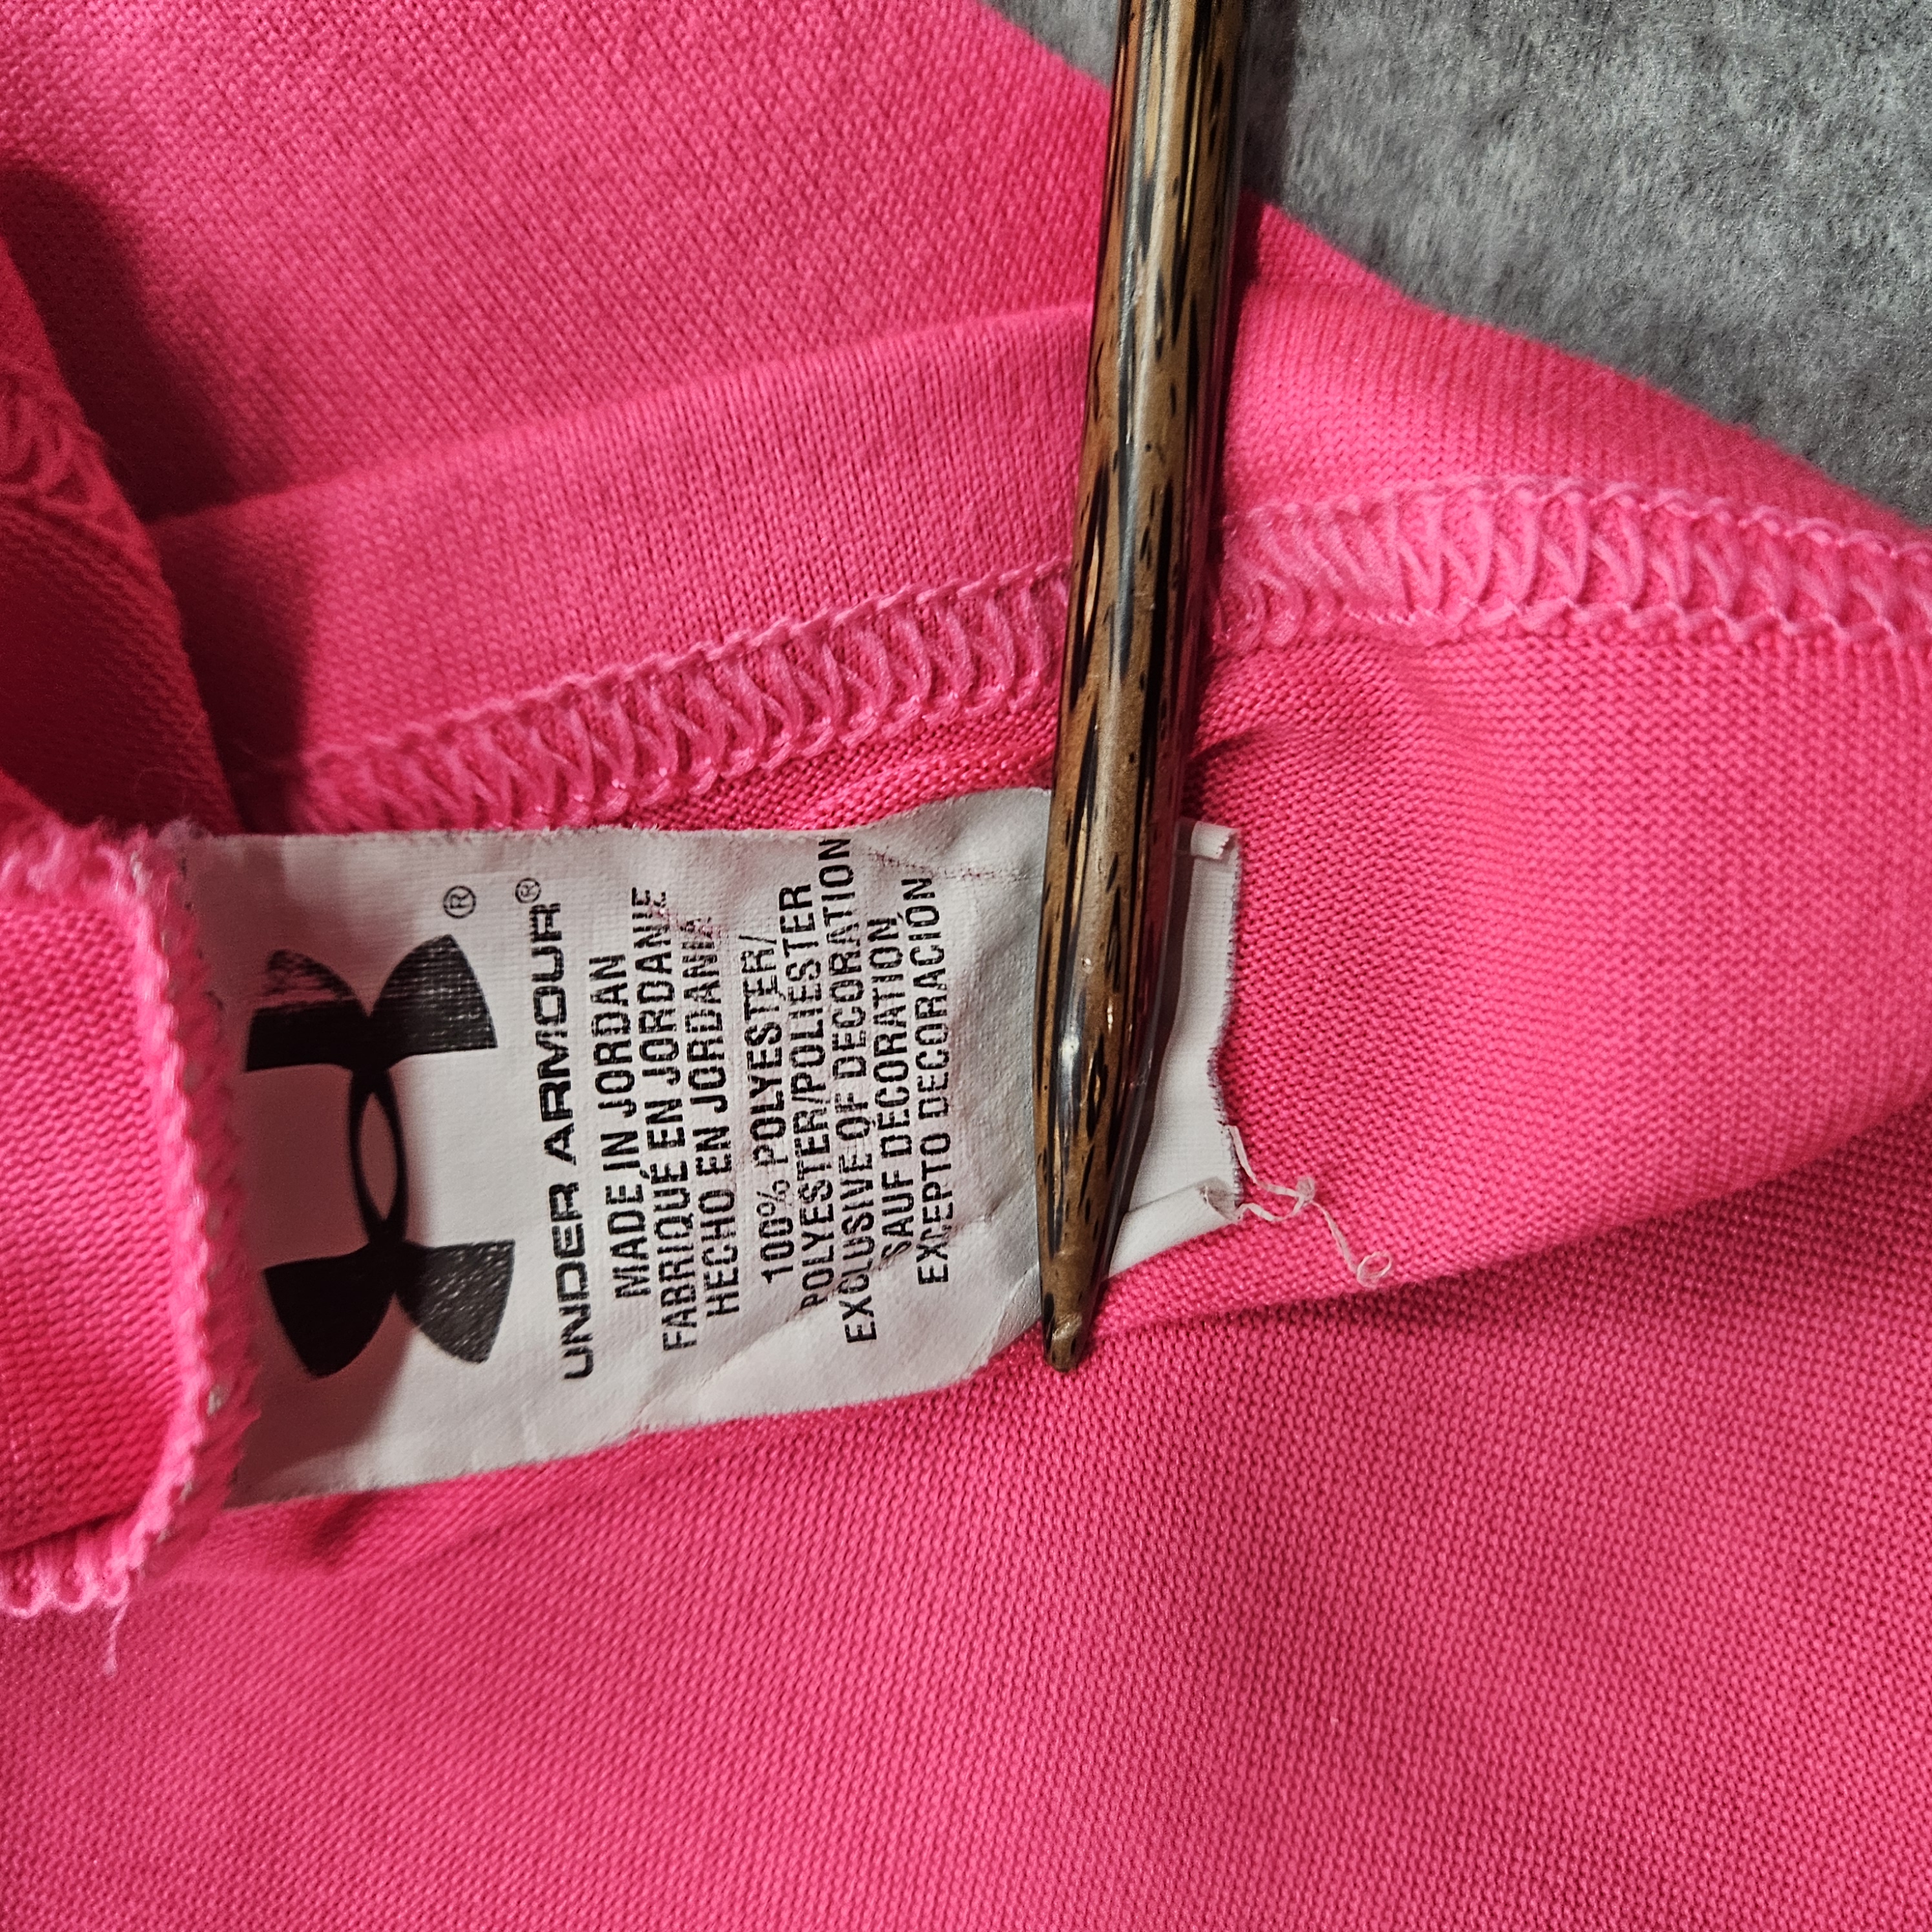 ®
UNDER ARMOUR®
MADE IN JORDAN
FABRIQUÉ EN JORDANIE
HECHO EN JORDANIA
100% POLYESTER/
POLYESTER/POLIÉSTER
EXCLUSIVE OF DECORATION
SAUF DÉCORATION
EXCEPTO DECORACIÓN